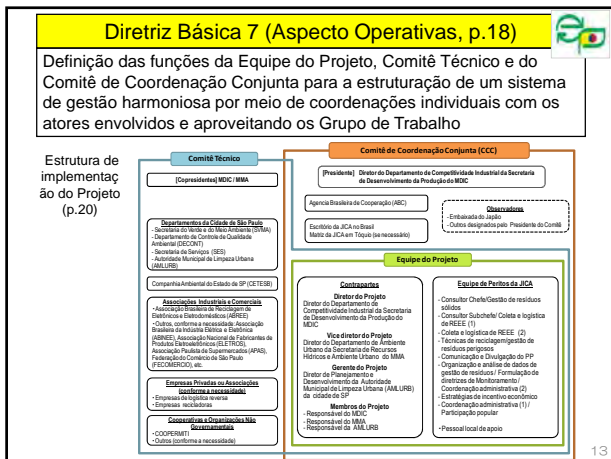 Diretriz Básica 7 (Aspecto Operativas, p.18)
Definição das funções da Equipe do Projeto, Comitê Técnico e do
Comitê de Coordenação Conjunta para a estruturação de um sistema
de gestão harmoniosa por meio de coordenações individuais com os
atores envolvidos e aproveitando os Grupo de Trabalho
Estrutura de
implementaç
ão do Projeto
(p.20)
Comitê Técnico
[Copresidentes] MDIC / MMA
Departamentos da Cidade de São Paulo
- Secretaria do Verde e do Meio Ambiente (SVMA)
- Departamento de Controle de Qualidade
Ambiental (DECONT)
- Secretaria de Serviços (SES)
- Autoridade Municipal de Limpeza Urbana
(AMLURB)
Companhia Ambiental do Estado de SP (CETESB)
Associações Industriais e Comerciais
• Associação Brasileira de Reciclagem de
Eletrônicos e Eletrodomésticos (ABREE)
• Outros, conforme a necessidade: Associação
Brasileira da Indústria Elétrica e Eletrônica
(ABINEE), Associação Nacional de Fabricantes de
Produtos Eletroeletrônicos (ELETROS),
Associação Paulista de Supermercados (APAS),
Federação do Comércio de São Paulo
(FECOMERCIO), etc.
Empresas Privadas ou Associações
(conforme a necessidade)
• Empresas de logística reversa
• Empresas recicladoras
Cooperativas e Organizações Não
Governamentais
• COOPERMITI
• Outros (conforme a necessidade)
Comitê de Coordenação Conjunta (CCC)
[Presidente] Diretor do Departamento de Competitividade Industrial da Secretaria
de Desenvolvimento da Produção do MDIC
Agencia Brasileira de Cooperação (ABC)
Escritório da JICA no Brasil
Matriz da JICA em Tóquio (se necessário)
Observadores
- Embaixada do Japão
- Outros designados pelo Presidente do Comitê
Equipe do Projeto
Contrapartes
Diretor do Projeto
Diretor do Departamento de
Competitividade Industrial da Secretaria
de Desenvolvimento da Produção do
MDIC
Vice diretor do Projeto
Diretor do Departamento de Ambiente
Urbano da Secretaria de Recursos
Hídricos e Ambiente Urbano do MMA
Gerente do Projeto
Diretor de Planejamento e
Desenvolvimento da Autoridade
Municipal de Limpeza Urbana (AMLURB)
da cidade de SP
Membros do Projeto
- Responsável do MDIC
- Responsável do MMA
- Responsável da AMLURB
Equipe de Peritos da JICA
- Consultor Chefe/Gestão de resíduos
sólidos
- Consultor Subchefe/ Coleta e logística
de REEE (1)
- Coleta e logística de REEE (2)
- Técnicas de reciclagem/gestão de
resíduos perigosos
- Comunicação e Divulgação do PP
- Organização e análise de dados de
gestão de resíduos / Formulação de
diretrizes de Monitoramento /
Coordenação administrativa (2)
- Estratégias de incentivo econômico
- Coordenação administrativa (1) /
Participação popular
• Pessoal local de apoio
13